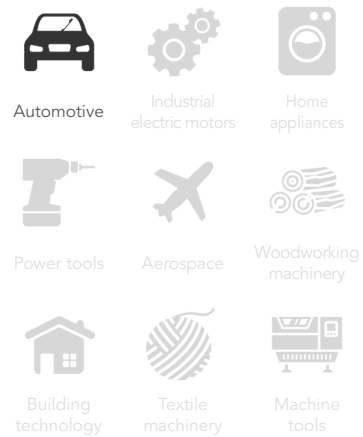 Automotive
Industrial
electric motors
Home
appliances
Power tools
Aerospace
Woodworking
machinery
Building
technology
Textile
machinery
Machine
tools